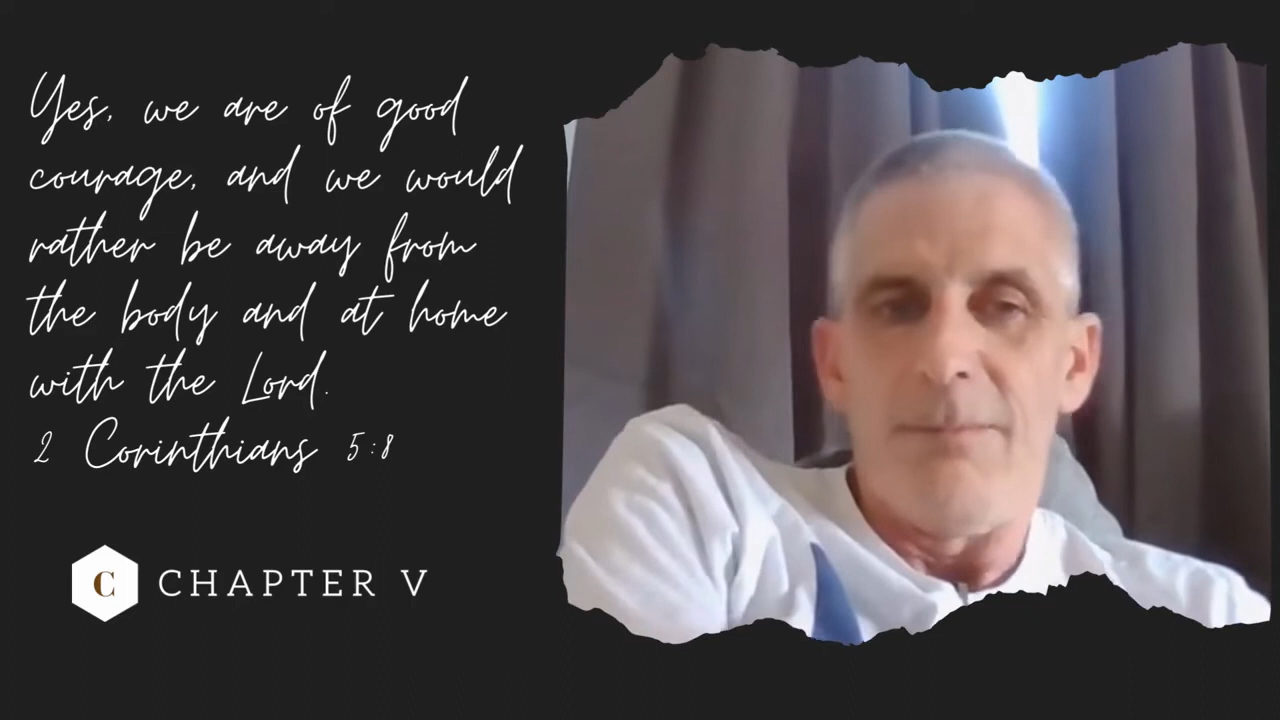 Yes, we are of good
courage, and we would
rather be away from
the body and at home
with the Lord.
2 Corinthians 5:8
C CHAPTER V